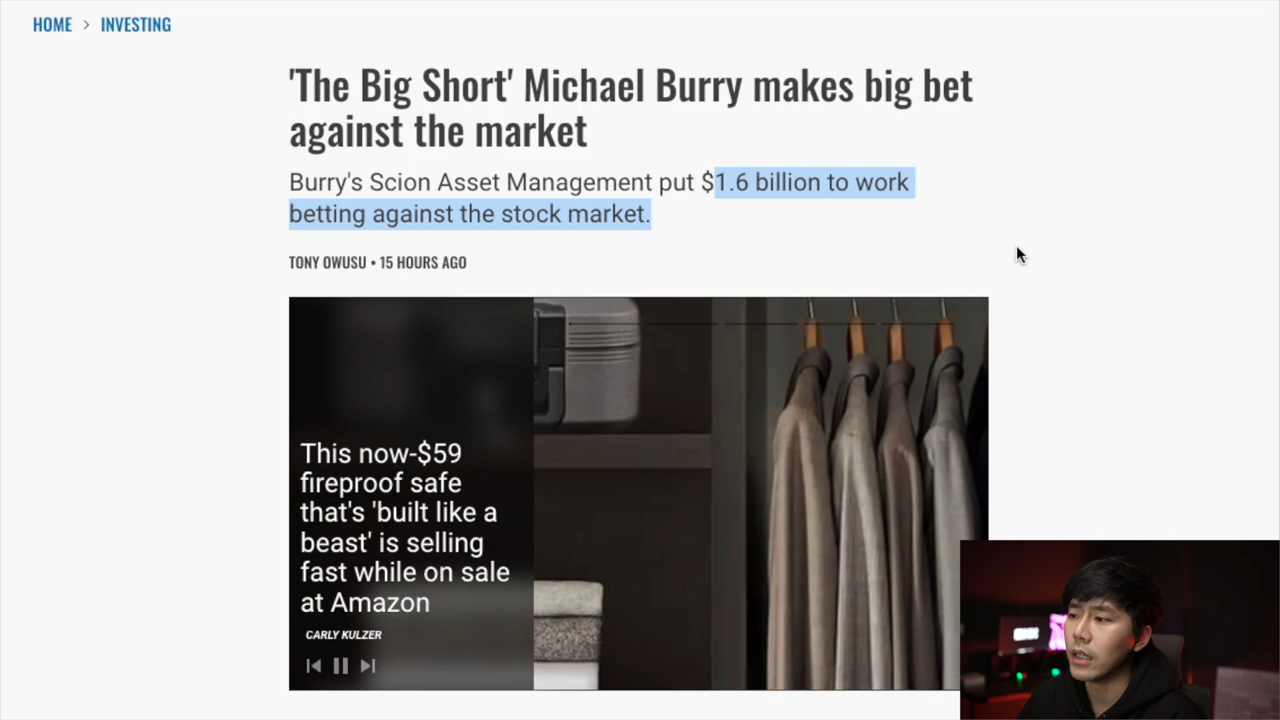 HOME > INVESTING
'The Big Short' Michael Burry makes big bet
against the market
Burry's Scion Asset Management put $1.6 billion to work
betting against the stock market.
TONY OWUSU • 15 HOURS AGO
This now-$59
fireproof safe
that's 'built like a
beast' is selling
fast while on sale
at Amazon
CARLY KULZER